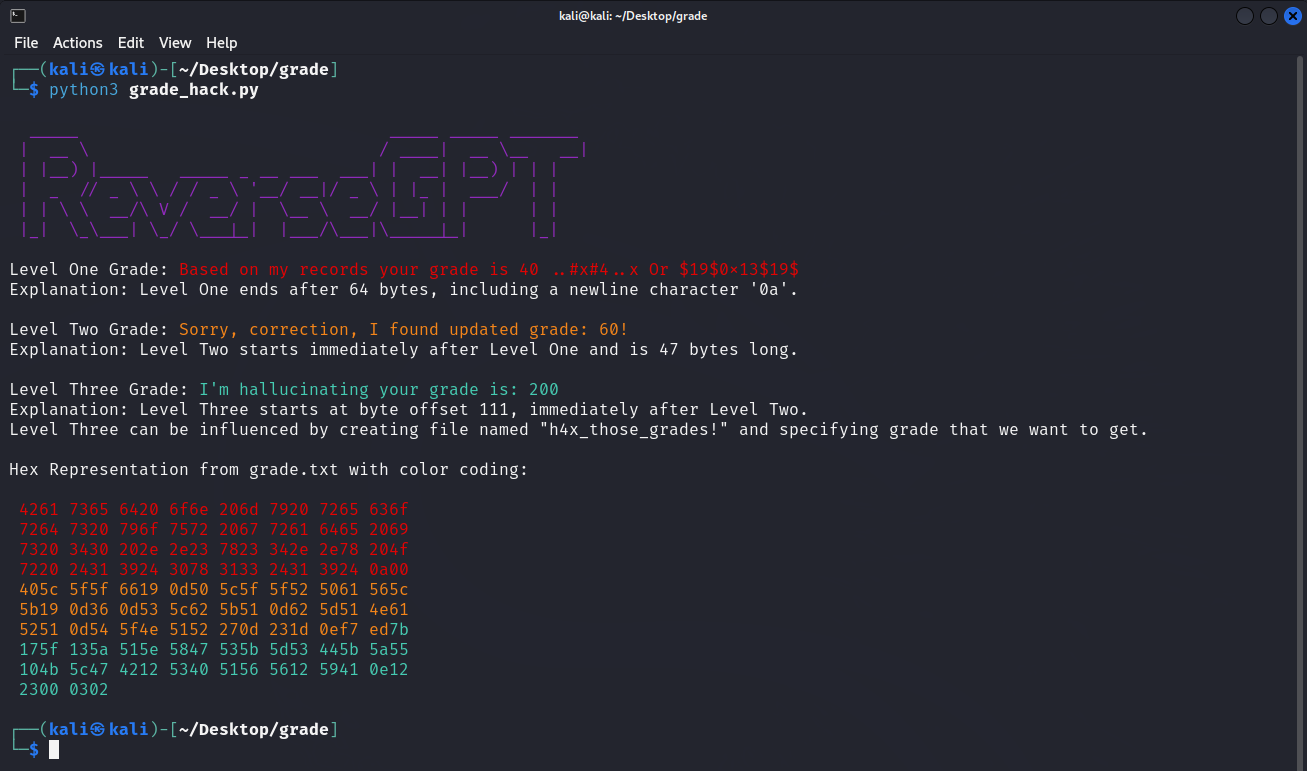 kali@kali: ~/Desktop/grade
File Actions Edit View Help
┌──(kali㉿kali)-[~/Desktop/grade]
└─$ python3 grade_hack.py
ReverseGPT
Level One Grade: Based on my records your grade is 40 ..#x#4..x Or $19$0x13$19$
Explanation: Level One ends after 64 bytes, including a newline character '0a'.
Level Two Grade: Sorry, correction, I found updated grade: 60!
Explanation: Level Two starts immediately after Level One and is 47 bytes long.
Level Three Grade: I'm hallucinating your grade is: 200
Explanation: Level Three starts at byte offset 111, immediately after Level Two.
Level Three can be influenced by creating file named "h4x_those_grades!" and specifying grade that we want to get.
Hex Representation from grade.txt with color coding:
4261 7365 6420 6f6e 206d 7920 7265 636f
7264 7320 796f 7572 2067 7261 6465 2069
7320 3430 202e 2e23 7823 342e 2e78 204f
7220 2431 3924 3078 3133 2431 3924 0a00
405c 5f5f 6619 0d50 5c5f 5f52 5061 565c
5b19 0d36 0d53 5c62 5b51 0d62 5d51 4e61
5251 0d54 5f4e 5152 270d 231d 0ef7 ed7b
175f 135a 515e 5847 535b 5d53 445b 5a55
104b 5c47 4212 5340 5156 5612 5941 0e12
2300 0302
┌──(kali㉿kali)-[~/Desktop/grade]
└─$